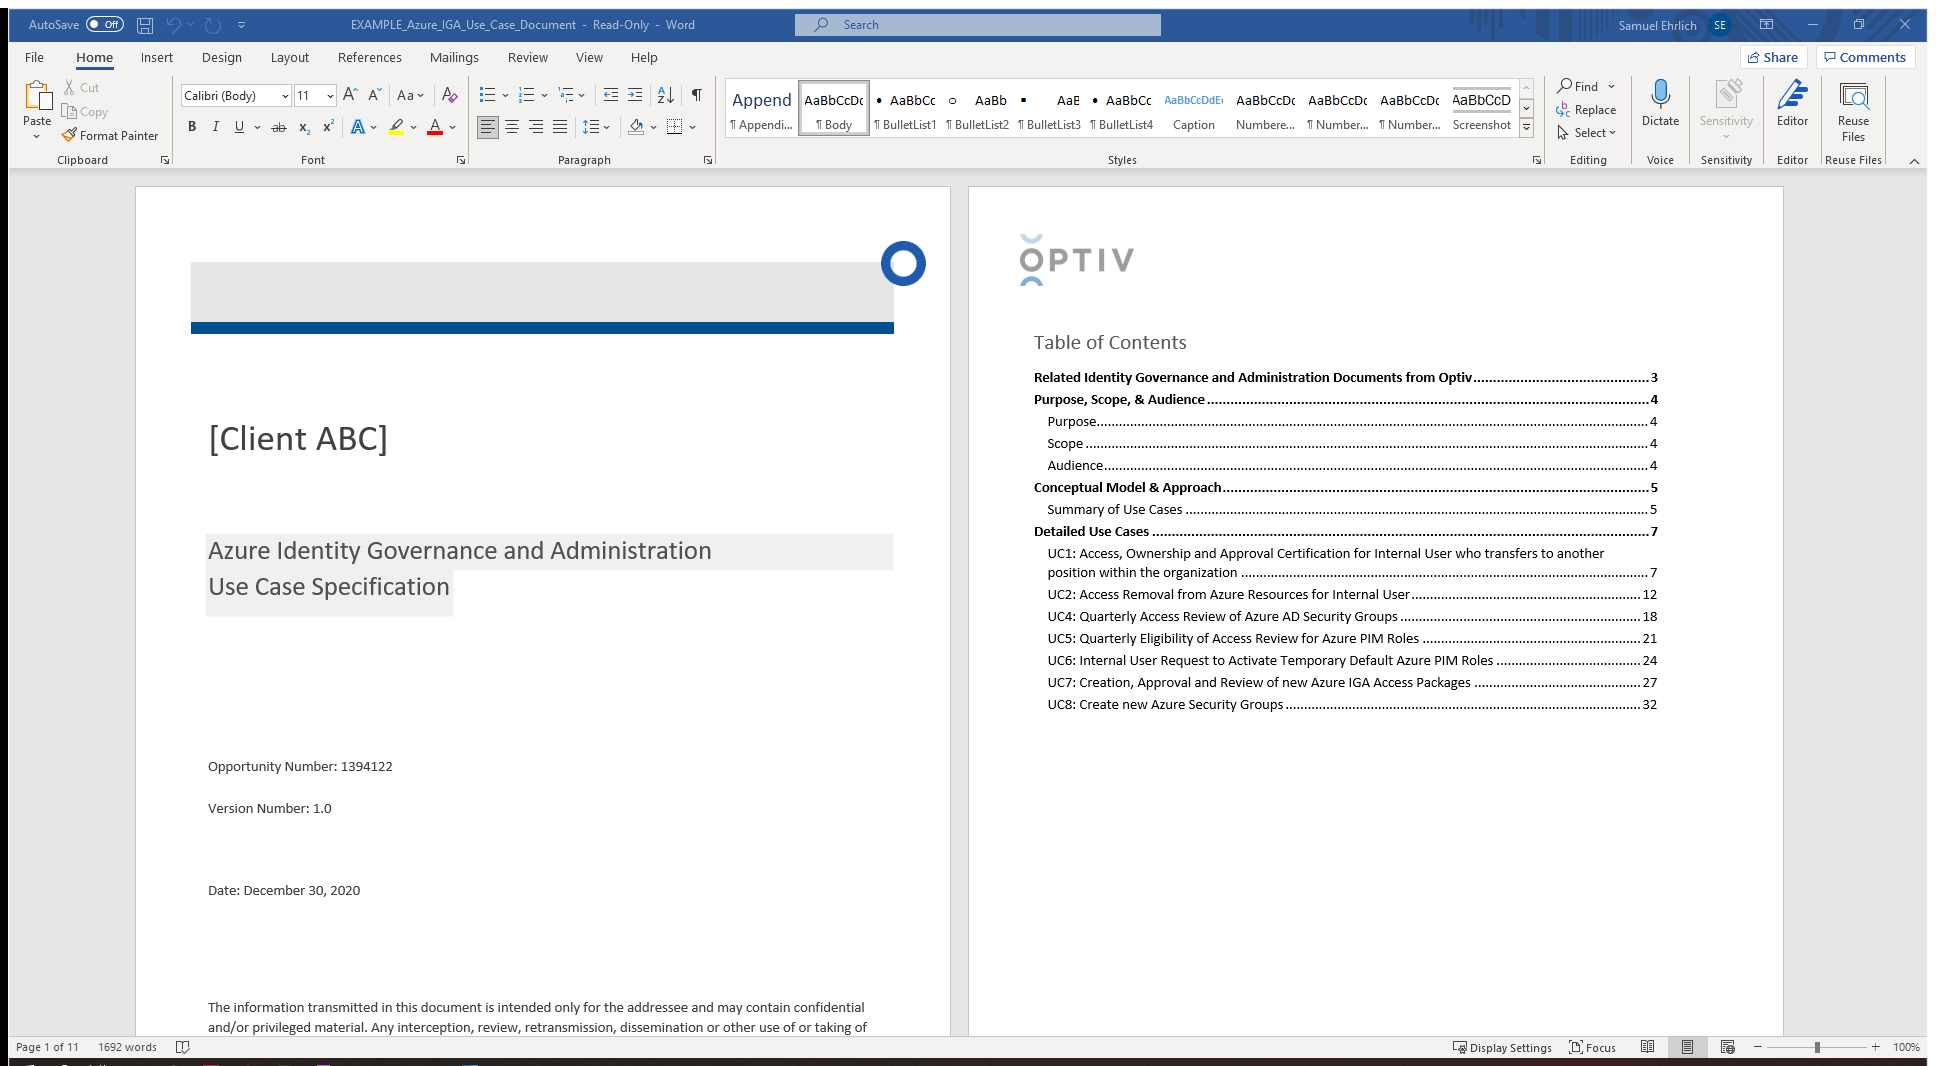 AutoSave Off EXAMPLE_Azure_IGA_Use_Case_Document - Read-Only - Word Search Samuel Ehrlich SE
File Home Insert Design Layout References Mailings Review View Help Share Comments
Paste
Cut
Copy
Format Painter
Clipboard
Calibri (Body) 11
Font
Paragraph
Append AaBbCcDc AaBbCc AaBb AaE AaBbCc AaBbCcDdEe AaBbCcDc AaBbCcDc AaBbCcDc AaBbCcD
¶ Appendi... ¶ Body ¶ BulletList1 ¶ BulletList2 ¶ BulletList3 ¶ BulletList4 Caption Numbere... ¶ Number... ¶ Number... Screenshot
Styles
Find
Replace
Select
Editing
Dictate
Voice
Sensitivity
Sensitivity
Editor
Editor
Reuse
Files
Reuse Files
[Client ABC]
Azure Identity Governance and Administration
Use Case Specification
Opportunity Number: 1394122
Version Number: 1.0
Date: December 30, 2020
The information transmitted in this document is intended only for the addressee and may contain confidential
and/or privileged material. Any interception, review, retransmission, dissemination or other use of or taking of
OPTIV
Table of Contents
Related Identity Governance and Administration Documents from Optiv 3
Purpose, Scope, & Audience 4
Purpose 4
Scope 4
Audience 4
Conceptual Model & Approach 5
Summary of Use Cases 5
Detailed Use Cases 7
UC1: Access, Ownership and Approval Certification for Internal User who transfers to another
position within the organization 7
UC2: Access Removal from Azure Resources for Internal User 12
UC4: Quarterly Access Review of Azure AD Security Groups 18
UC5: Quarterly Eligibility of Access Review for Azure PIM Roles 21
UC6: Internal User Request to Activate Temporary Default Azure PIM Roles 24
UC7: Creation, Approval and Review of new Azure IGA Access Packages 27
UC8: Create new Azure Security Groups 32
Page 1 of 11 1692 words Display Settings Focus 100%